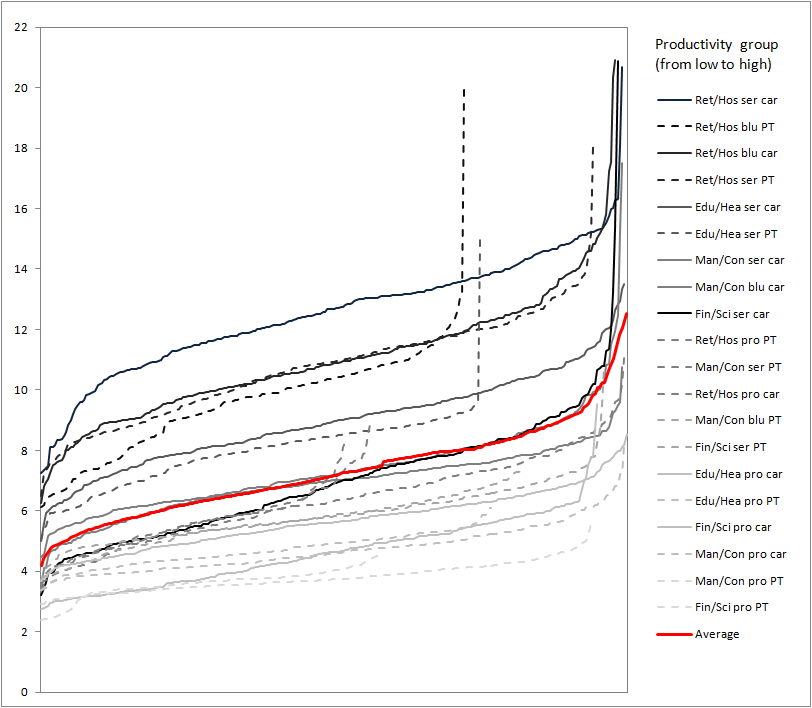 22
20
18
16
14
12
10
8
6
4
2
0
Productivity group
(from low to high)
Ret/Hos ser car
Ret/Hos blu PT
Ret/Hos blu car
Ret/Hos ser PT
Edu/Hea ser car
Edu/Hea ser PT
Man/Con ser car
Man/Con blu car
Fin/Sci ser car
Ret/Hos pro PT
Man/Con ser PT
Ret/Hos pro car
Man/Con blu PT
Fin/Sci ser PT
Edu/Hea pro car
Edu/Hea pro PT
Fin/Sci pro car
Man/Con pro car
Man/Con pro PT
Fin/Sci pro PT
Average